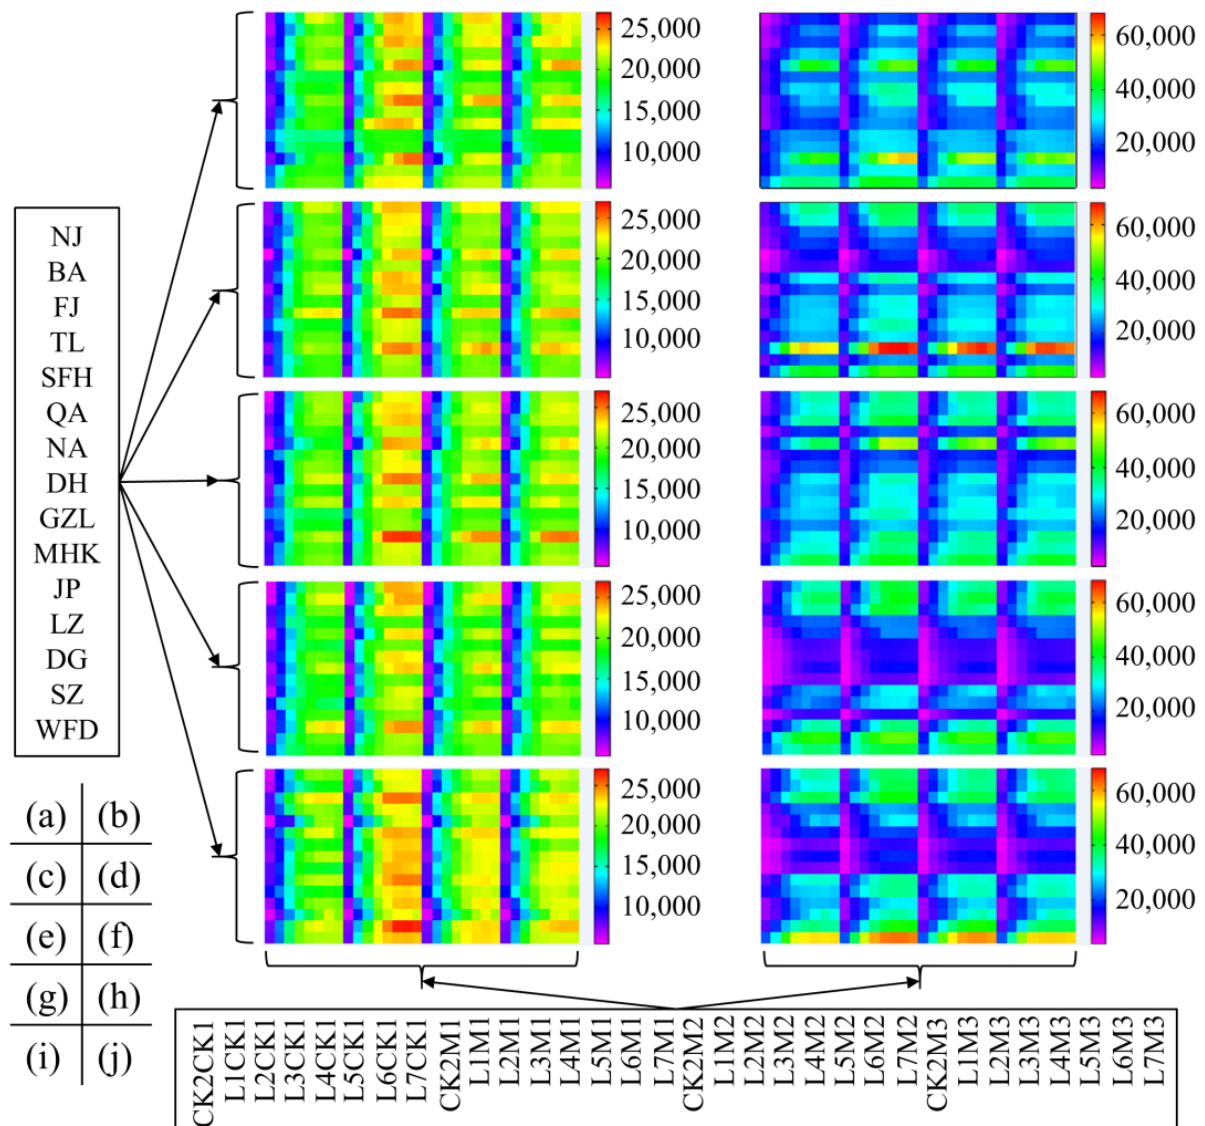 25,000
20,000
15,000
10,000
60,000
40,000
20,000
25,000
20,000
15,000
10,000
60,000
40,000
20,000
25,000
20,000
15,000
10,000
60,000
40,000
20,000
25,000
20,000
15,000
10,000
60,000
40,000
20,000
25,000
20,000
15,000
10,000
60,000
40,000
20,000
NJ
BA
FJ
TL
SFH
QA
NA
DH
GZL
MHK
JP
LZ
DG
SZ
WFD
(a) (b)
(c) (d)
(e) (f)
(g) (h)
(i) (j)
CK2CK1
L1CK1
L2CK1
L3CK1
L4CK1
L5CK1
L6CK1
L7CK1
CK2M1
L1M1
L2M1
L3M1
L4M1
L5M1
L6M1
L7M1
CK2M2
L1M2
L2M2
L3M2
L4M2
L5M2
L6M2
L7M2
CK2M3
L1M3
L2M3
L3M3
L4M3
L5M3
L6M3
L7M3